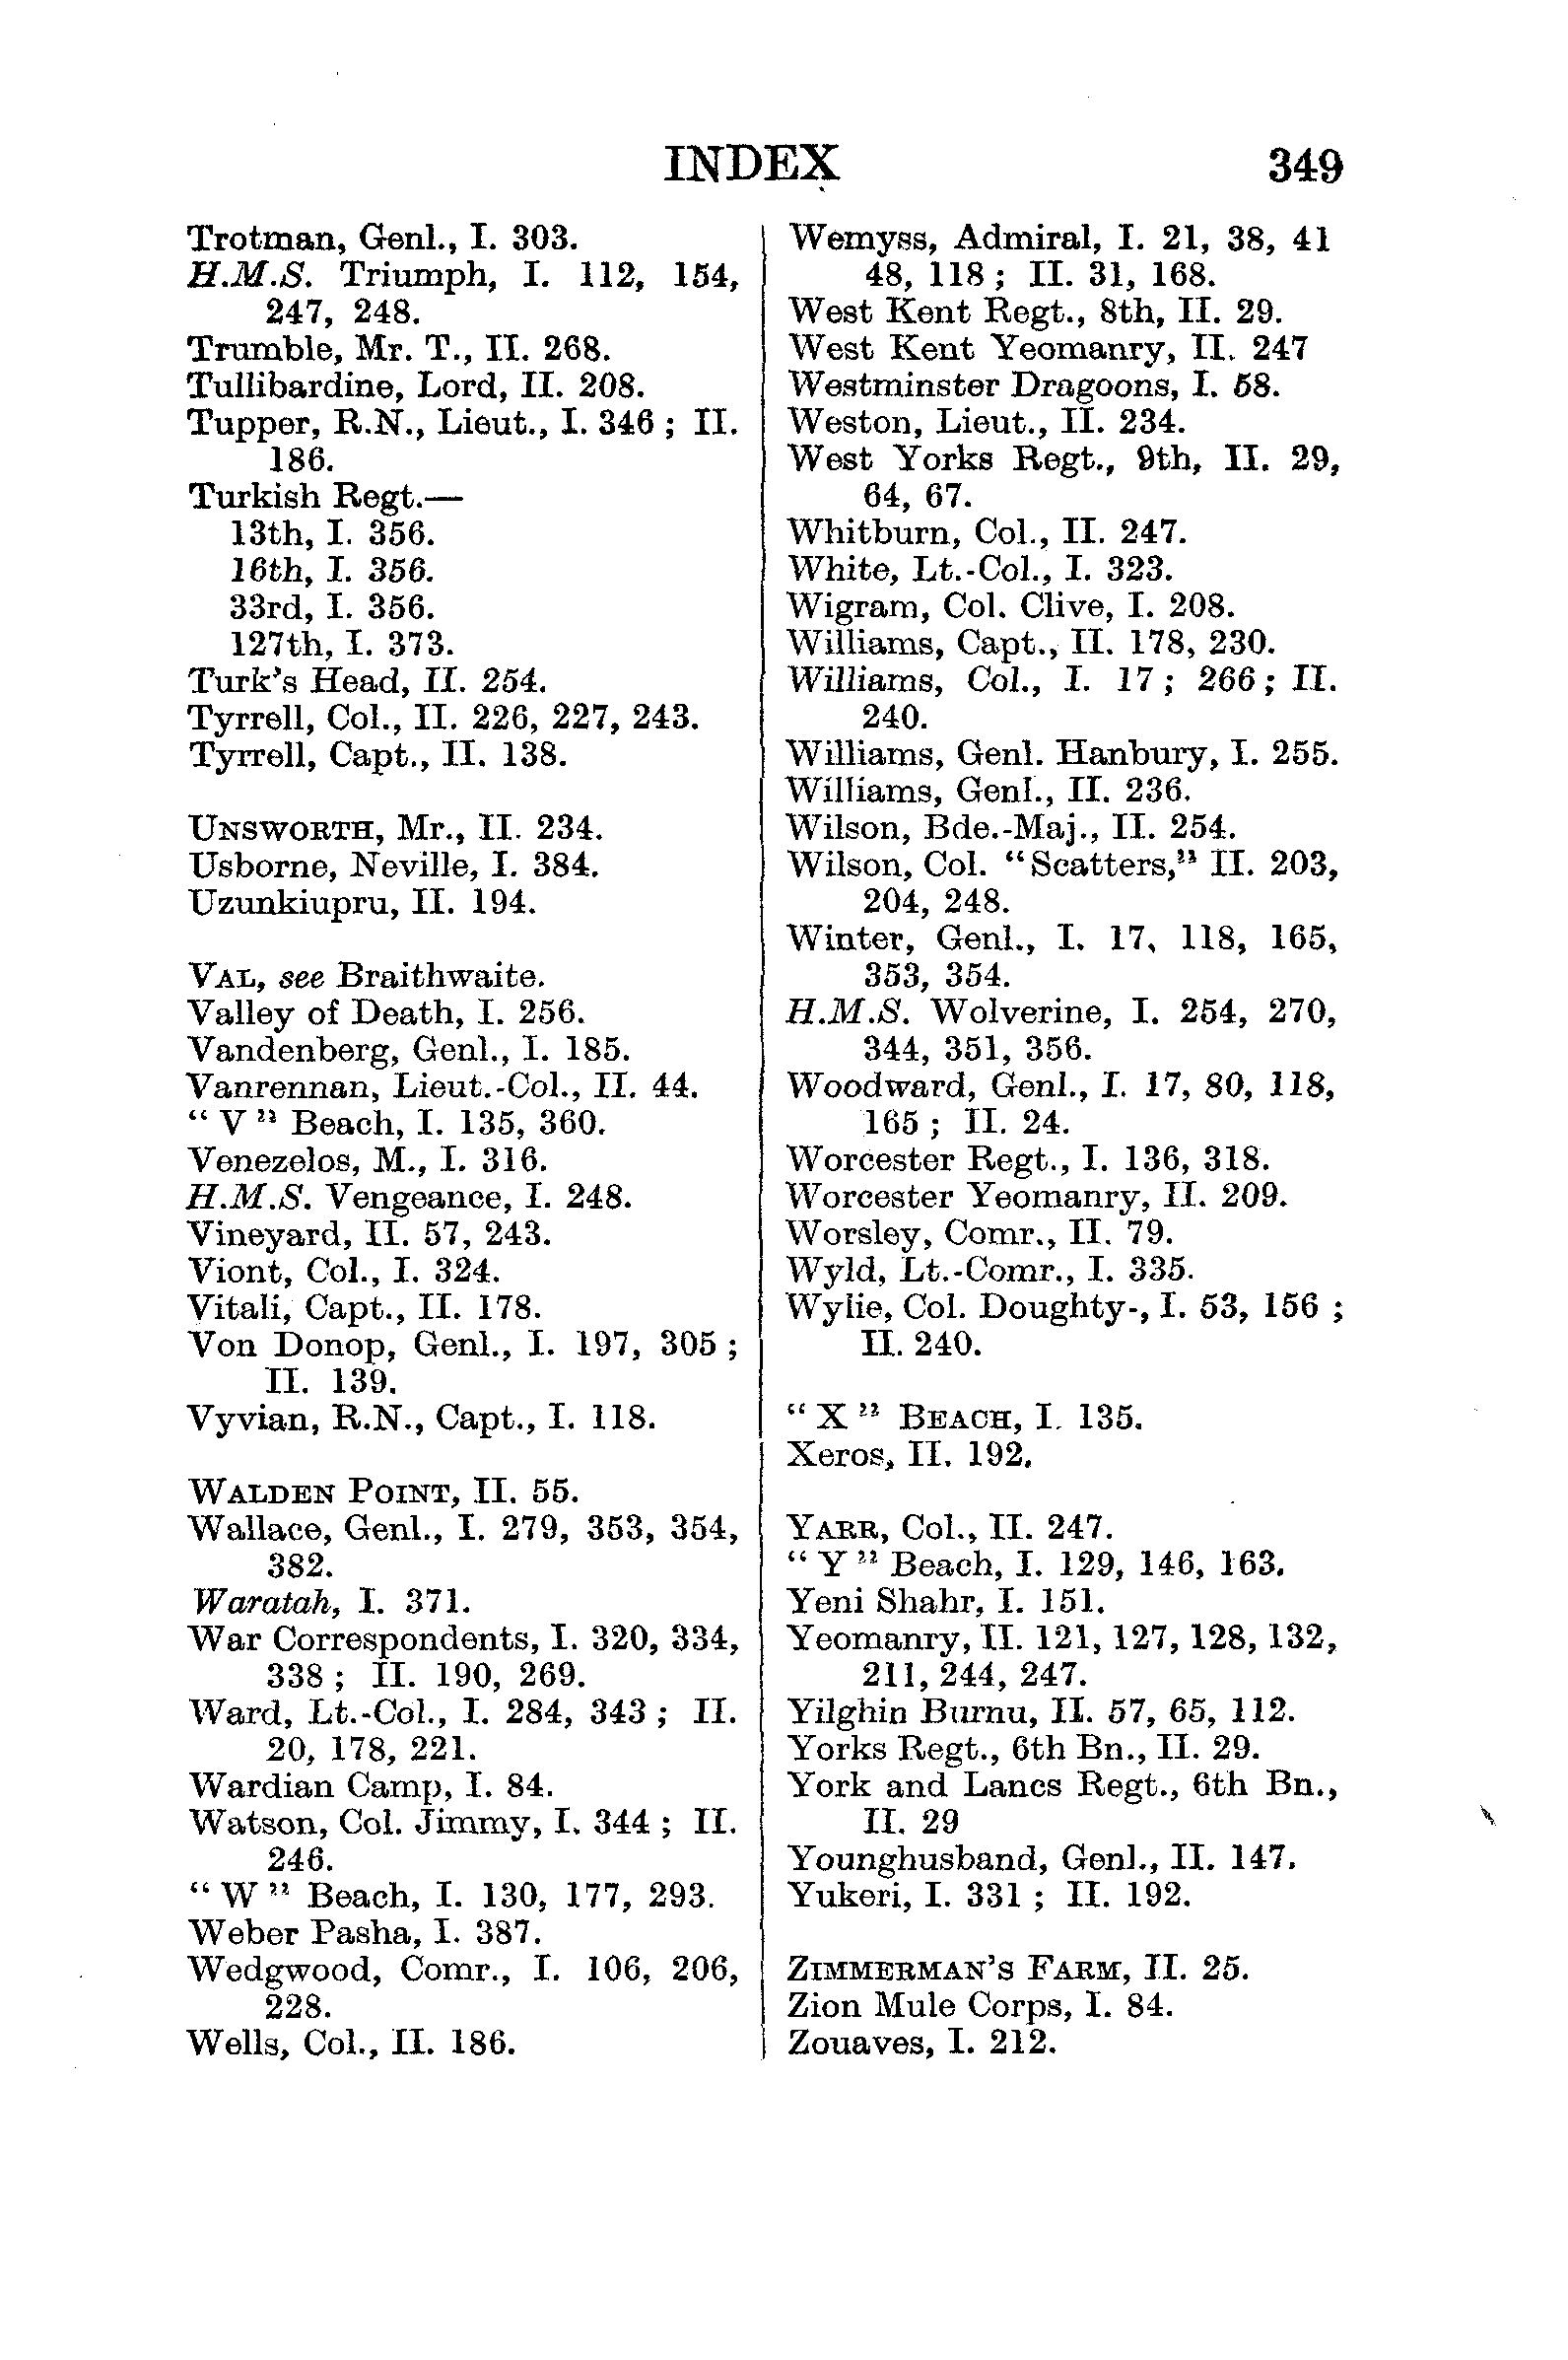 INDEX 349
Trotman, Genl., I. 303.
H.M.S. Triumph, I. 112, 154,
247, 248.
Trumble, Mr. T., II. 268.
Tullibardine, Lord, II. 208.
Tupper, R.N., Lieut., I. 346 ; II.
186.
Turkish Regt.—
13th, I. 356.
16th, I. 356.
33rd, I. 356.
127th, I. 373.
Turk's Head, II. 254.
Tyrrell, Col., II. 226, 227, 243.
Tyrrell, Capt., II. 138.
UNSWORTH, Mr., II. 234.
Usborne, Neville, I. 384.
Uzunkiupru, II. 194.
VAL, see Braithwaite.
Valley of Death, I. 256.
Vandenberg, Genl., I. 185.
Vanrennan, Lieut.-Col., II. 44.
" V " Beach, I. 135, 360.
Venezelos, M., I. 316.
H.M.S. Vengeance, I. 248.
Vineyard, II. 57, 243.
Viont, Col., I. 324.
Vitali, Capt., II. 178.
Von Donop, Genl., I. 197, 305 ;
II. 139.
Vyvian, R.N., Capt., I. 118.
WALDEN POINT, II. 55.
Wallace, Genl., I. 279, 353, 354,
382.
Waratah, I. 371.
War Correspondents, I. 320, 334,
338 ; II. 190, 269.
Ward, Lt.-Col., I. 284, 343 ; II.
20, 178, 221.
Wardian Camp, I. 84.
Watson, Col. Jimmy, I. 344 ; II.
246.
" W " Beach, I. 130, 177, 293.
Weber Pasha, I. 387.
Wedgwood, Comr., I. 106, 206,
228.
Wells, Col., II. 186.
Wemyss, Admiral, I. 21, 38, 41
48, 118 ; II. 31, 168.
West Kent Regt., 8th, II. 29.
West Kent Yeomanry, II. 247
Westminster Dragoons, I. 58.
Weston, Lieut., II. 234.
West Yorks Regt., 9th, II. 29,
64, 67.
Whitburn, Col., II. 247.
White, Lt.-Col., I. 323.
Wigram, Col. Clive, I. 208.
Williams, Capt., II. 178, 230.
Williams, Col., I. 17 ; 266 ; II.
240.
Williams, Genl. Hanbury, I. 255.
Williams, Genl., II. 236.
Wilson, Bde.-Maj., II. 254.
Wilson, Col. "Scatters," II. 203,
204, 248.
Winter, Genl., I. 17, 118, 165,
353, 354.
H.M.S. Wolverine, I. 254, 270,
344, 351, 356.
Woodward, Genl., I. 17, 80, 118,
165 ; II. 24.
Worcester Regt., I. 136, 318.
Worcester Yeomanry, II. 209.
Worsley, Comr., II. 79.
Wyld, Lt.-Comr., I. 335.
Wylie, Col. Doughty-, I. 53, 156 ;
II. 240.
" X " BEACH, I. 135.
Xeros, II. 192.
YARR, Col., II. 247.
" Y " Beach, I. 129, 146, 163.
Yeni Shahr, I. 151.
Yeomanry, II. 121, 127, 128, 132,
211, 244, 247.
Yilghin Burnu, II. 57, 65, 112.
Yorks Regt., 6th Bn., II. 29.
York and Lancs Regt., 6th Bn.,
II. 29
Younghusband, Genl., II. 147.
Yukeri, I. 331 ; II. 192.
ZIMMERMAN'S FARM, II. 25.
Zion Mule Corps, I. 84.
Zouaves, I. 212.